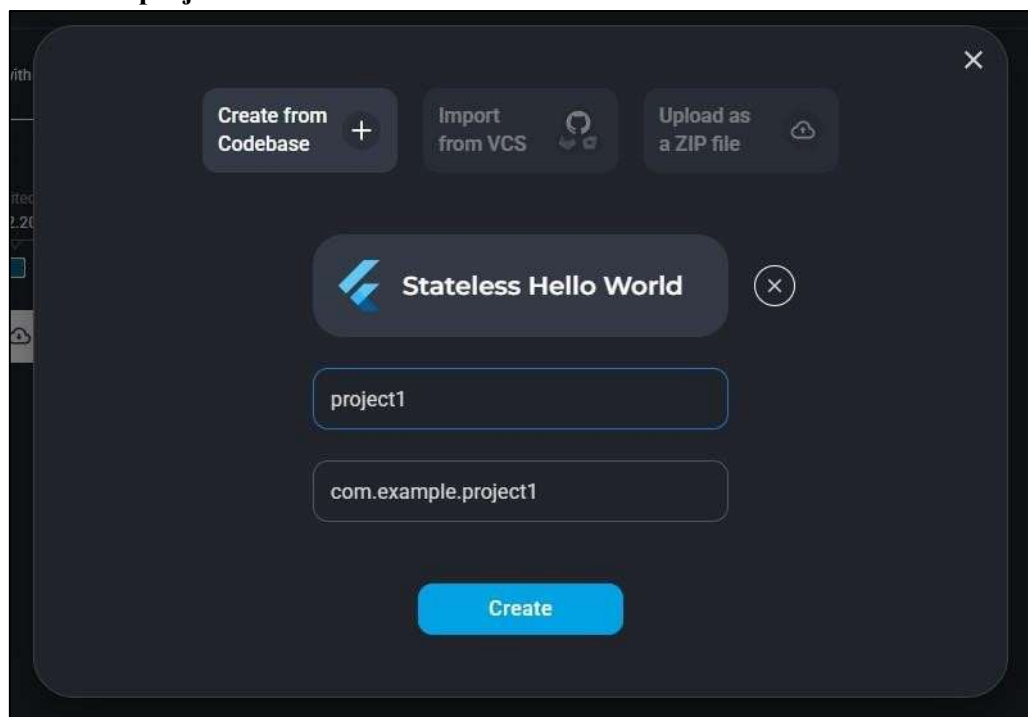 Create from
Codebase
Import
from VCS
Upload as
a ZIP file
Stateless Hello World
project1
com.example.project1
Create